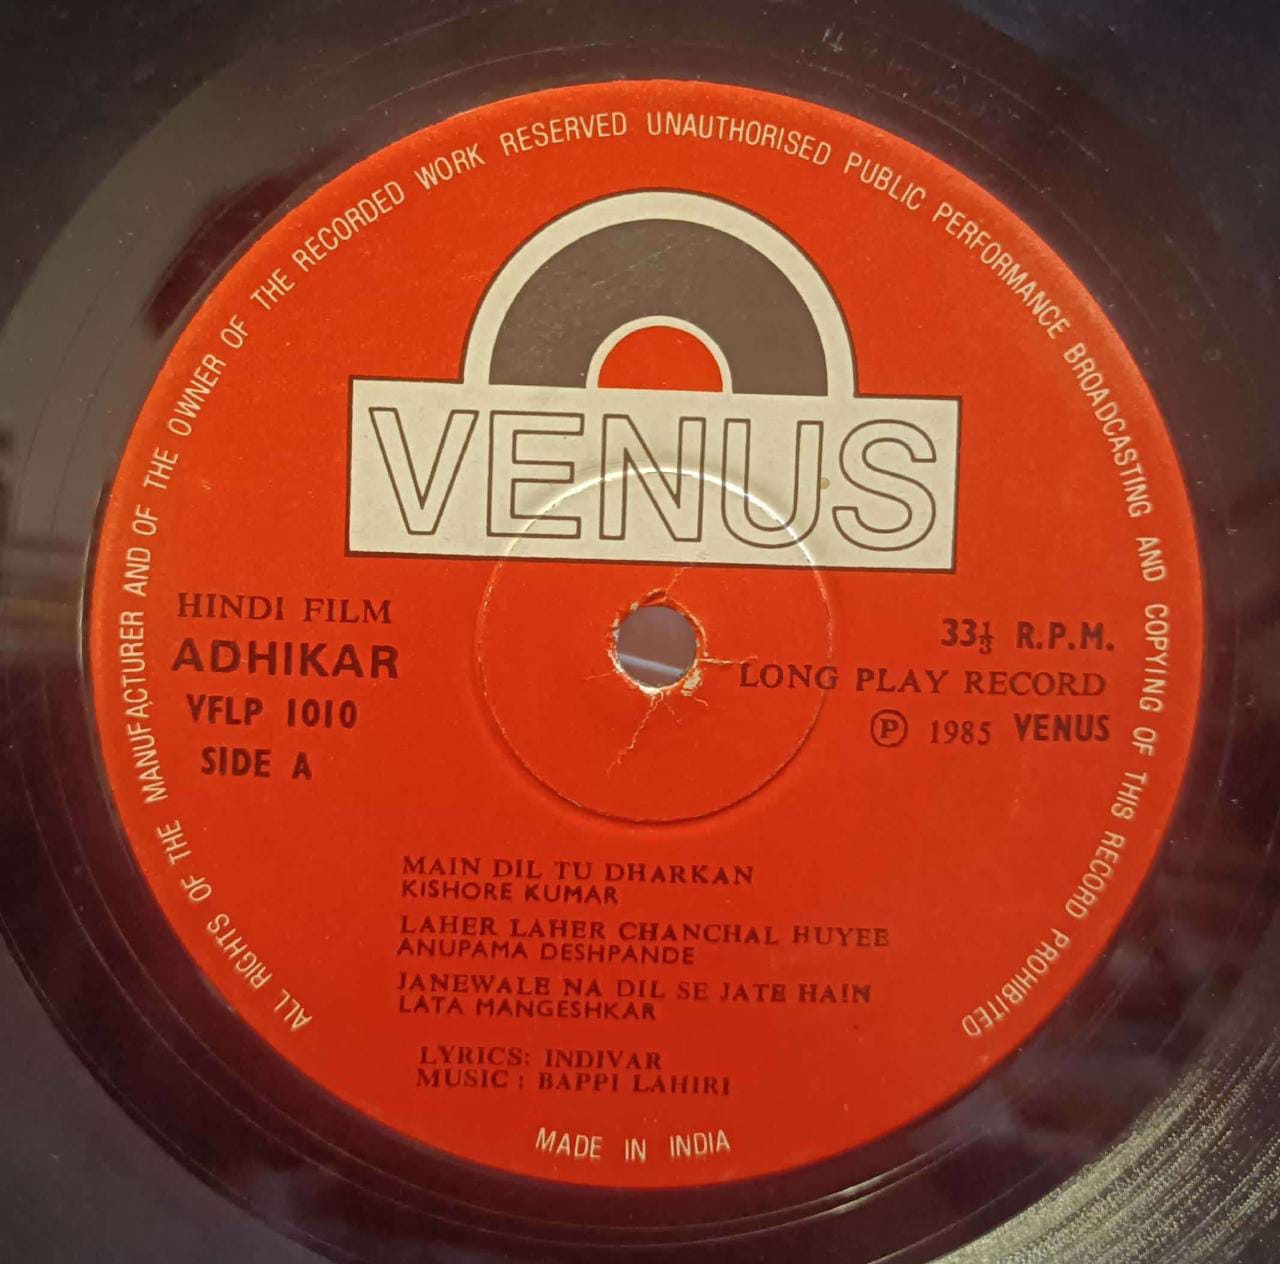 ALL RIGHTS OF THE MANUFACTURER AND OF THE OWNER OF THE RECORDED WORK RESERVED UNAUTHORISED PUBLIC PERFORMANCE BROADCASTING AND COPYING OF THIS RECORD PROHIBITED
VENUS
HINDI FILM
ADHIKAR
VFLP 1010
SIDE A
33⅓ R.P.M.
LONG PLAY RECORD
Ⓟ 1985 VENUS
MAIN DIL TU DHARKAN
KISHORE KUMAR
LAHER LAHER CHANCHAL HUYEE
ANUPAMA DESHPANDE
JANEWALE NA DIL SE JATE HAIN
LATA MANGESHKAR
LYRICS: INDIVAR
MUSIC : BAPPI LAHIRI
MADE IN INDIA